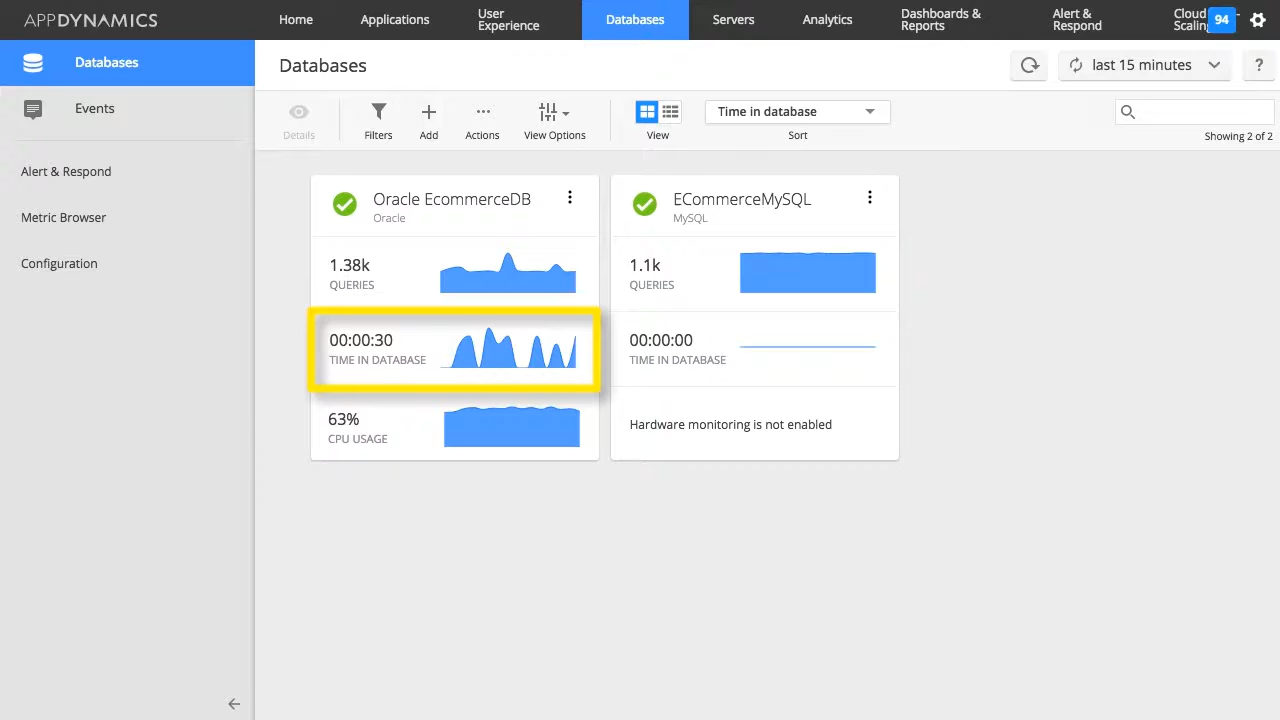 APPDYNAMICS
Home
Applications
User
Experience
Databases
Servers
Analytics
Dashboards &
Reports
Alert &
Respond
Cloud
Scaling
94
Databases
Events
Alert & Respond
Metric Browser
Configuration
Databases
last 15 minutes
?
Details
Filters
Add
Actions
View Options
View
Time in database
Sort
Showing 2 of 2
Oracle EcommerceDB
Oracle
1.38k
QUERIES
00:00:30
TIME IN DATABASE
63%
CPU USAGE
ECommerceMySQL
MySQL
1.1k
QUERIES
00:00:00
TIME IN DATABASE
Hardware monitoring is not enabled